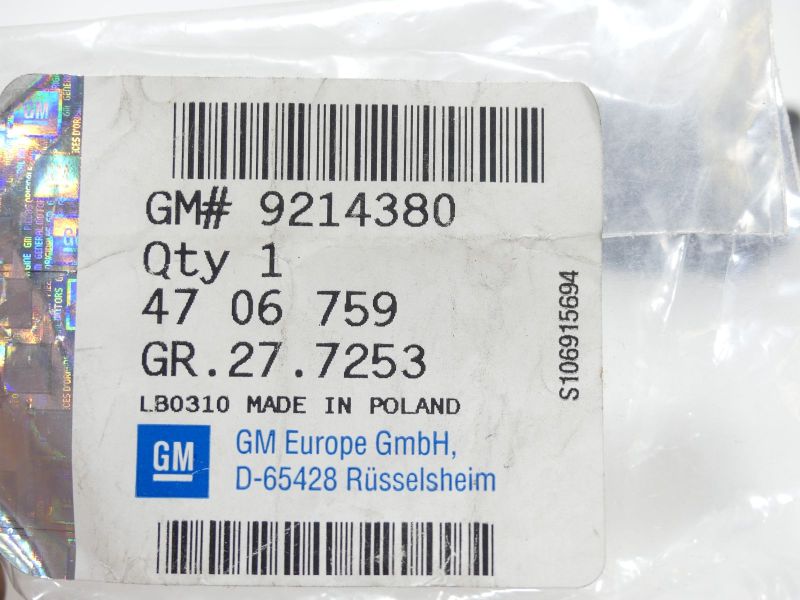 GM# 9214380
Qty 1
47 06 759
GR.27.7253
LB0310 MADE IN POLAND
GM
GM Europe GmbH,
D-65428 Rüsselsheim
S106915694
GM